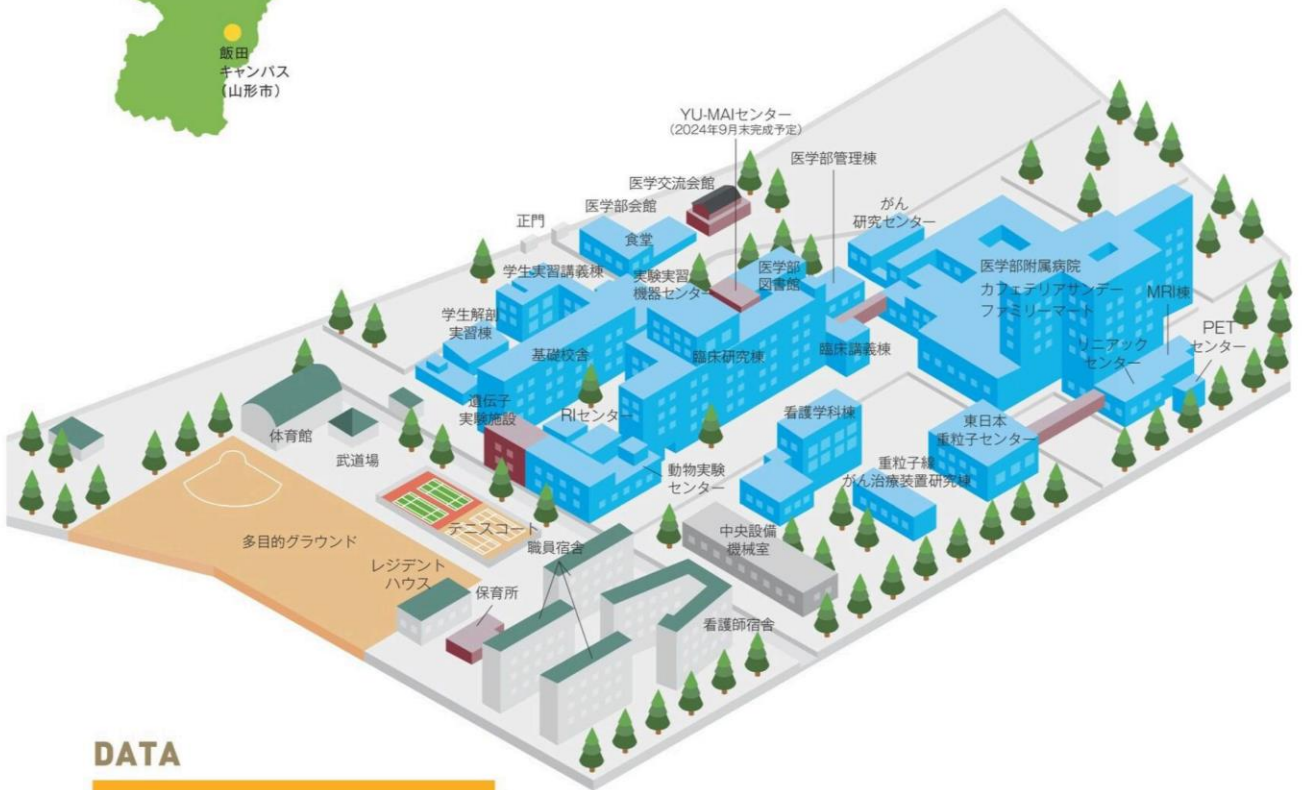 飯田
キャンパス
（山形市）
YU-MAIセンター
（2024年9月末完成予定）
医学部管理棟
医学交流会館
がん
研究センター
医学部会館
正門
食堂
学生実習講義棟
実験実習
機器センター
医学部
図書館
医学部附属病院
カフェテリアサンデー
ファミリーマート
MRI棟
学生解剖
実習棟
PET
センター
リニアック
センター
基礎校舎
臨床研究棟
臨床講義棟
遺伝子
実験施設
RIセンター
看護学科棟
東日本
重粒子センター
体育館
武道場
動物実験
センター
重粒子線
がん治療装置研究棟
テニスコート
多目的グラウンド
職員宿舎
中央設備
機械室
レジデント
ハウス
保育所
看護師宿舎
DATA